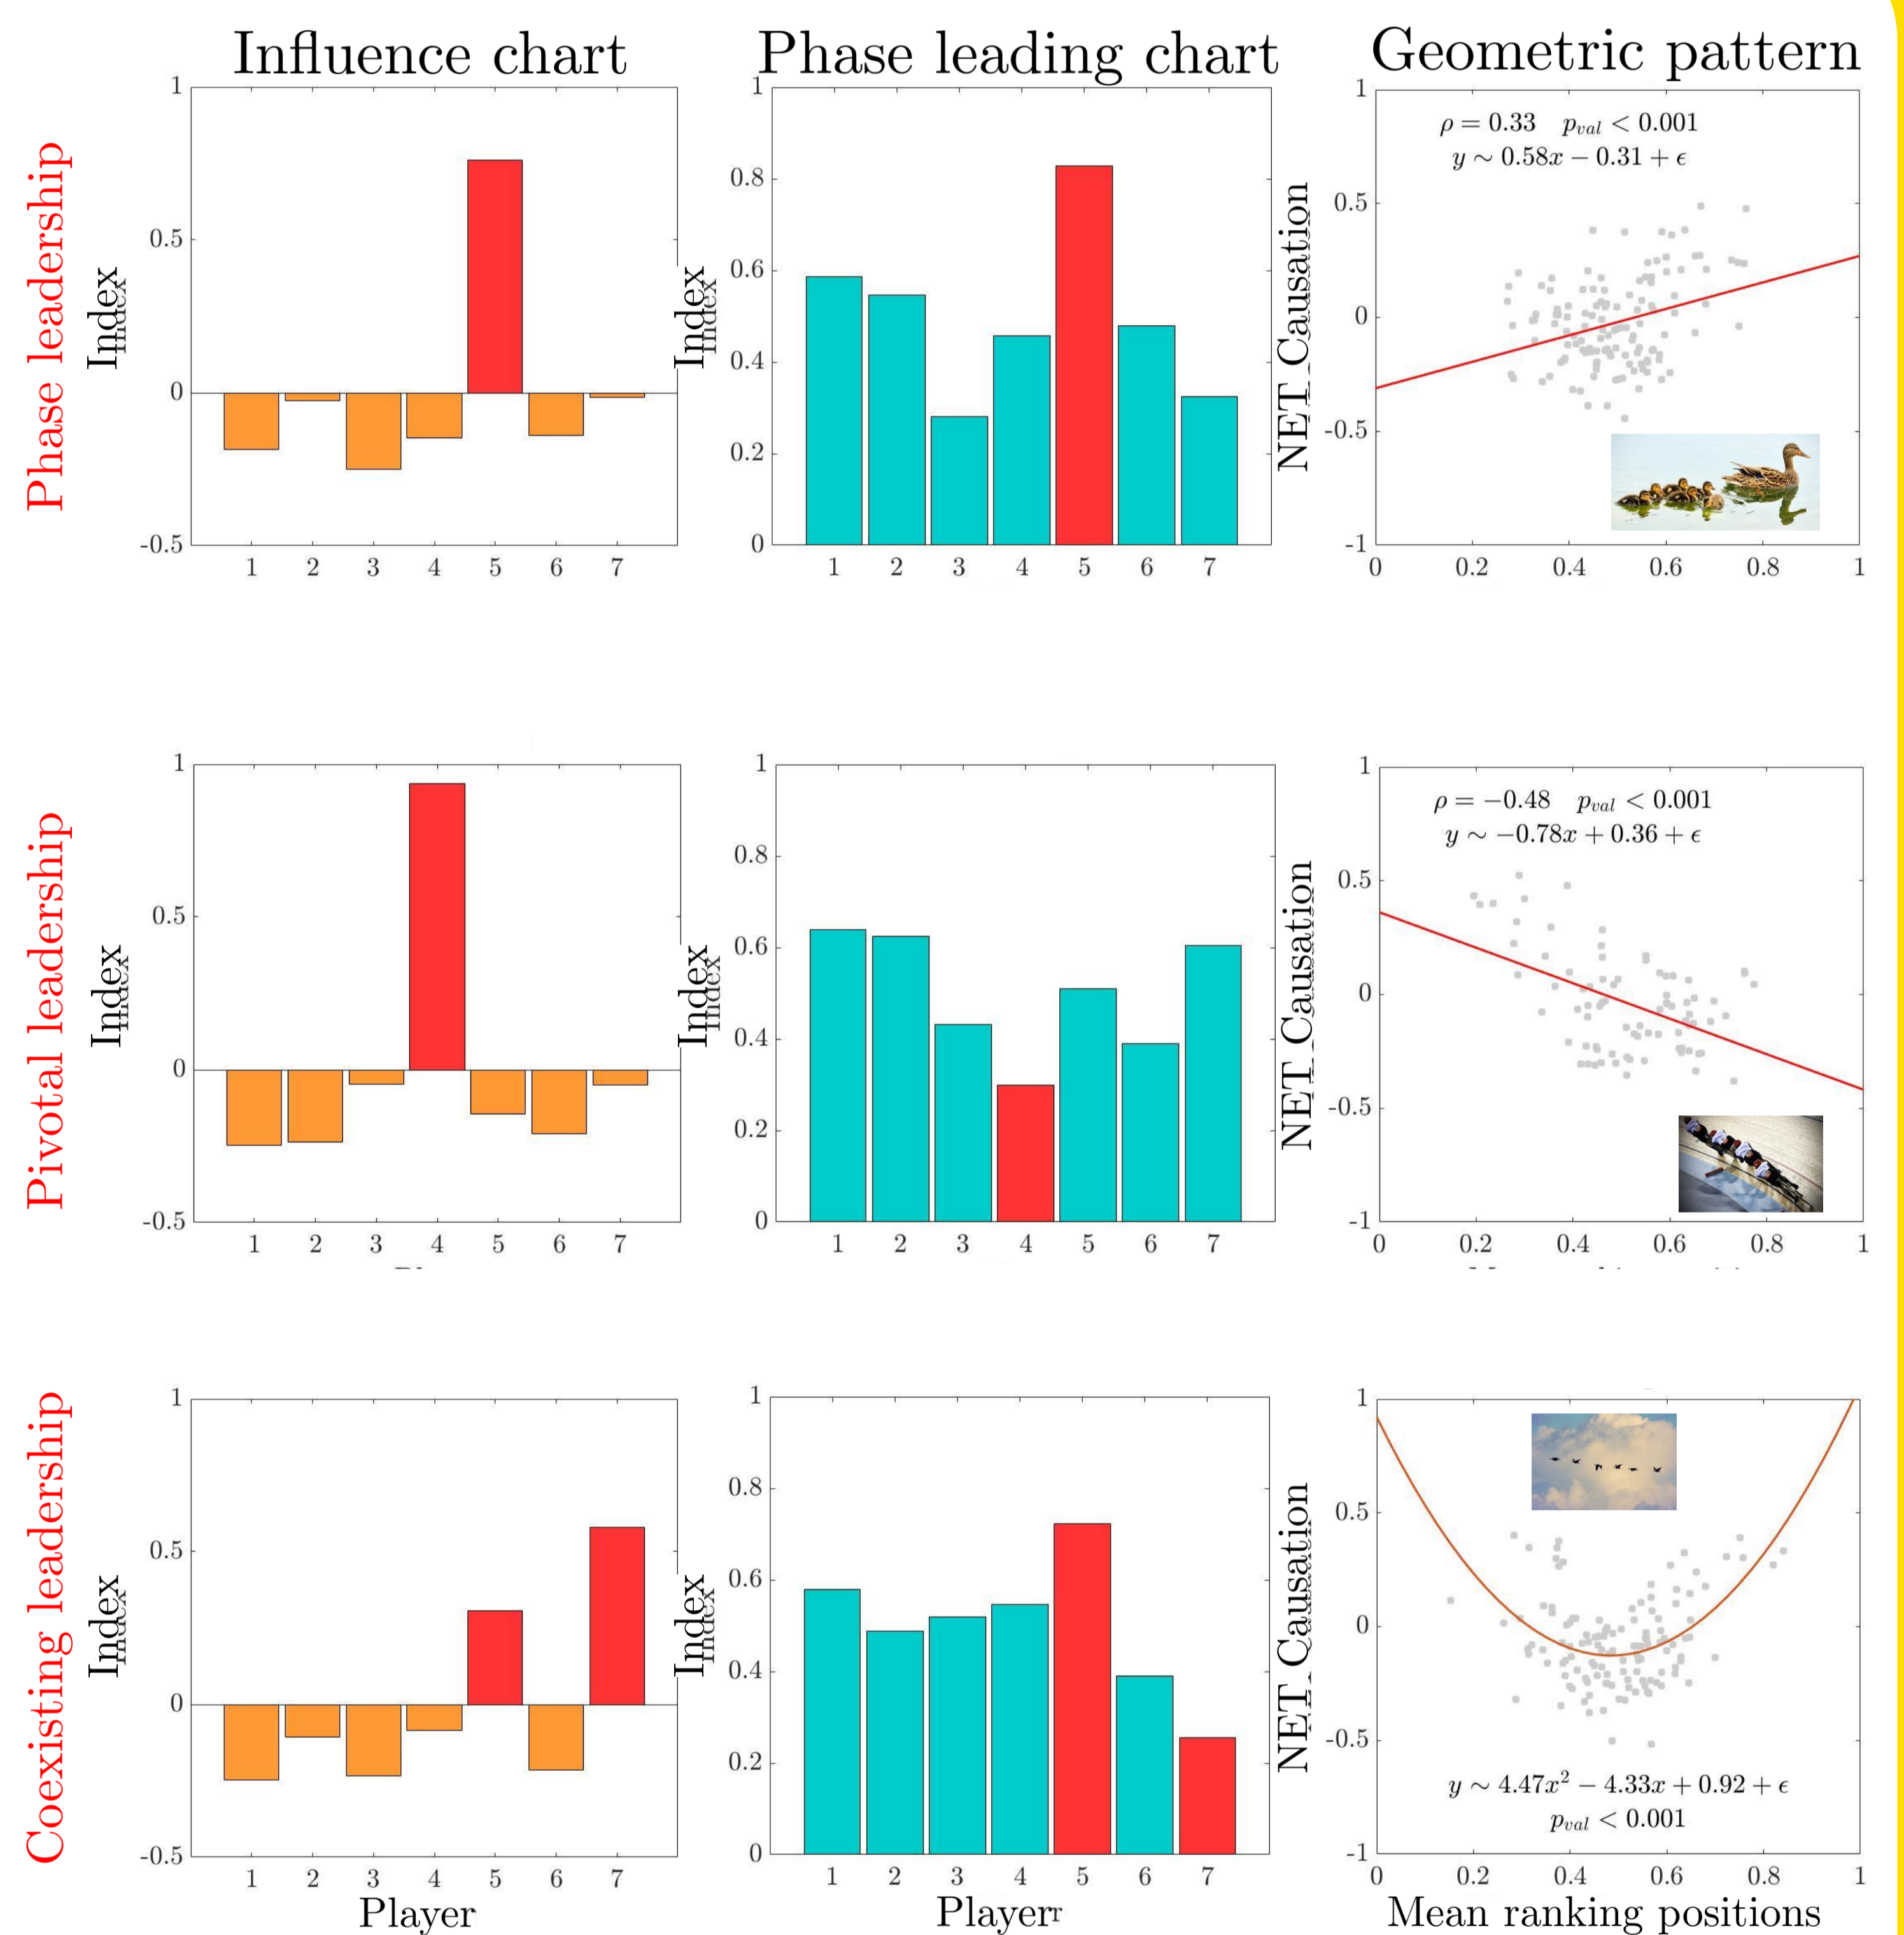 Influence chart
Phase leading chart
Geometric pattern
Phase leadership
Index
1
0.5
0
-0.5
1 2 3 4 5 6 7
Index
1
0.8
0.6
0.4
0.2
0
1 2 3 4 5 6 7
NET Causation
1
0.5
0
-0.5
-1
0 0.2 0.4 0.6 0.8 1
ρ = 0.33 p_val < 0.001
y ∼ 0.58x − 0.31 + ϵ
Pivotal leadership
Index
1
0.5
0
-0.5
1 2 3 4 5 6 7
Index
1
0.8
0.6
0.4
0.2
0
1 2 3 4 5 6 7
NET Causation
1
0.5
0
-0.5
-1
0 0.2 0.4 0.6 0.8 1
ρ = −0.48 p_val < 0.001
y ∼ −0.78x + 0.36 + ϵ
Coexisting leadership
Index
1
0.5
0
-0.5
1 2 3 4 5 6 7
Player
Index
1
0.8
0.6
0.4
0.2
0
1 2 3 4 5 6 7
Player
NET Causation
1
0.5
0
-0.5
-1
0 0.2 0.4 0.6 0.8 1
y ∼ 4.47x² − 4.33x + 0.92 + ϵ
p_val < 0.001
Mean ranking positions